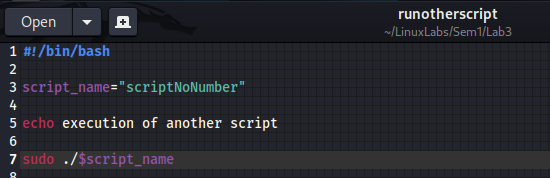 Open
runotherscript
~/LinuxLabs/Sem1/Lab3
1 #!/bin/bash
2
3 script_name="scriptNoNumber"
4
5 echo execution of another script
6
7 sudo ./$script_name
8